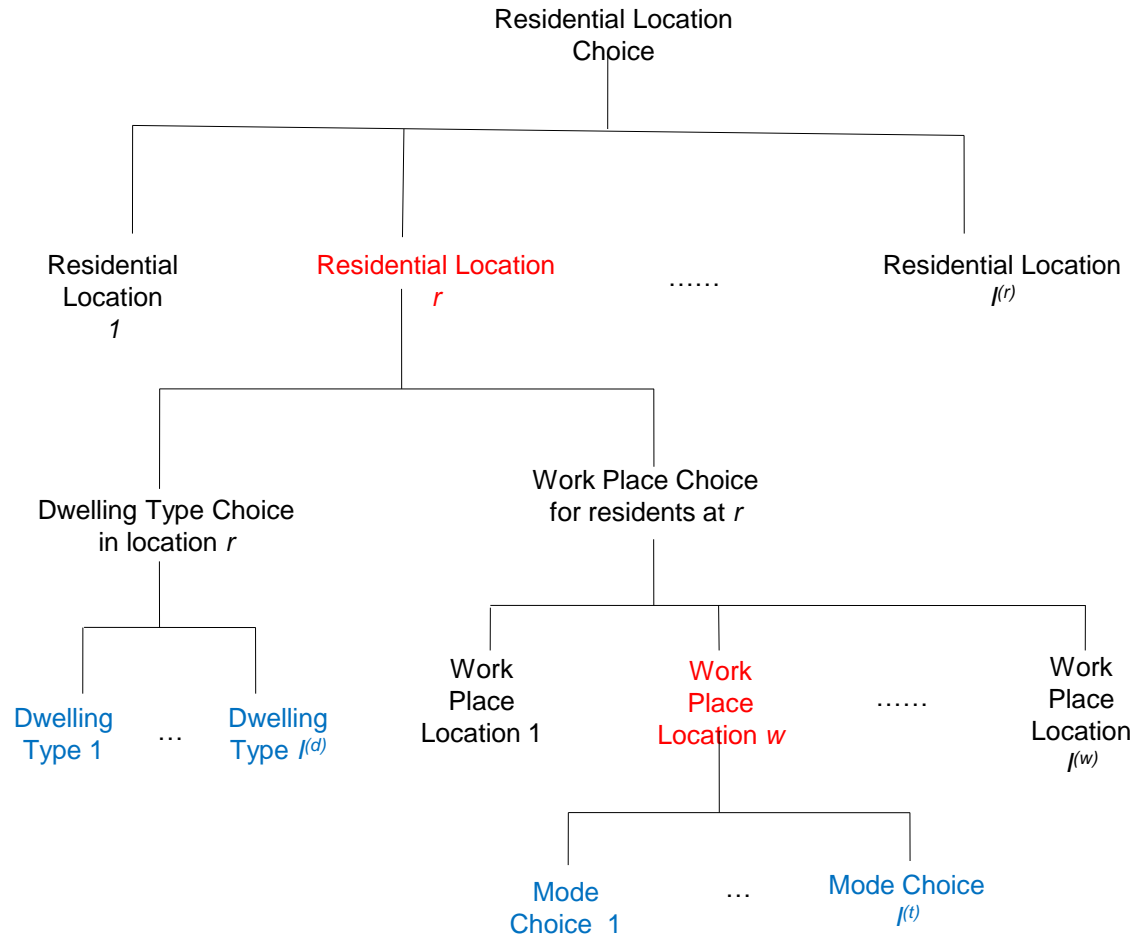 Residential Location
Choice
Residential
Location
1
Residential Location
r
……
Residential Location
I(r)
Dwelling Type Choice
in location r
Work Place Choice
for residents at r
Dwelling
Type 1
…
Dwelling
Type I(d)
Work
Place
Location 1
Work
Place
Location w
……
Work
Place
Location
I(w)
Mode
Choice 1
…
Mode Choice
I(t)